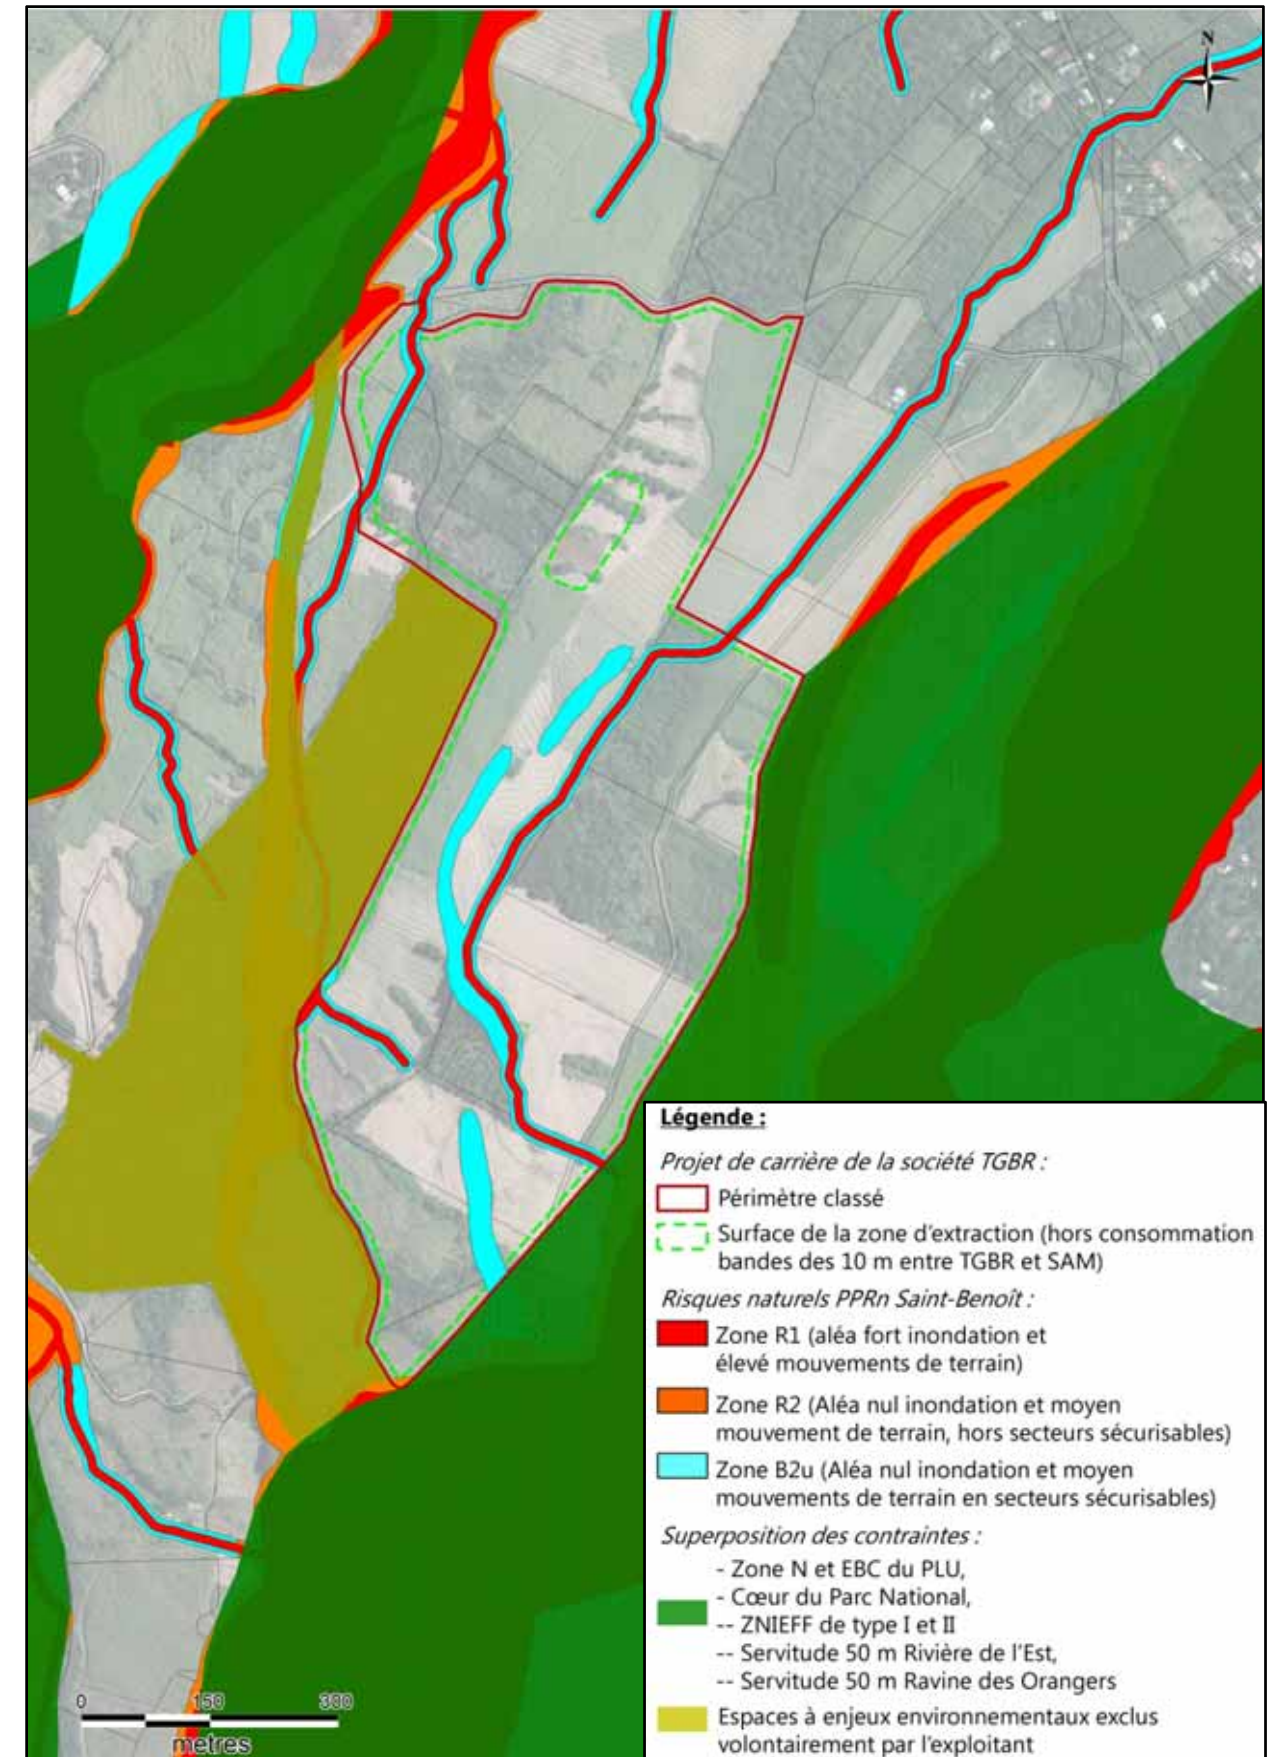 N
Légende :
Projet de carrière de la société TGBR :
Périmètre classé
Surface de la zone d'extraction (hors consommation
bandes des 10 m entre TGBR et SAM)
Risques naturels PPRn Saint-Benoît :
Zone R1 (aléa fort inondation et
élevé mouvements de terrain)
Zone R2 (Aléa nul inondation et moyen
mouvement de terrain, hors secteurs sécurisables)
Zone B2u (Aléa nul inondation et moyen
mouvements de terrain en secteurs sécurisables)
Superposition des contraintes :
- Zone N et EBC du PLU,
- Cœur du Parc National,
-- ZNIEFF de type I et II
-- Servitude 50 m Rivière de l'Est,
-- Servitude 50 m Ravine des Orangers
Espaces à enjeux environnementaux exclus
volontairement par l'exploitant
0 150 300
metres